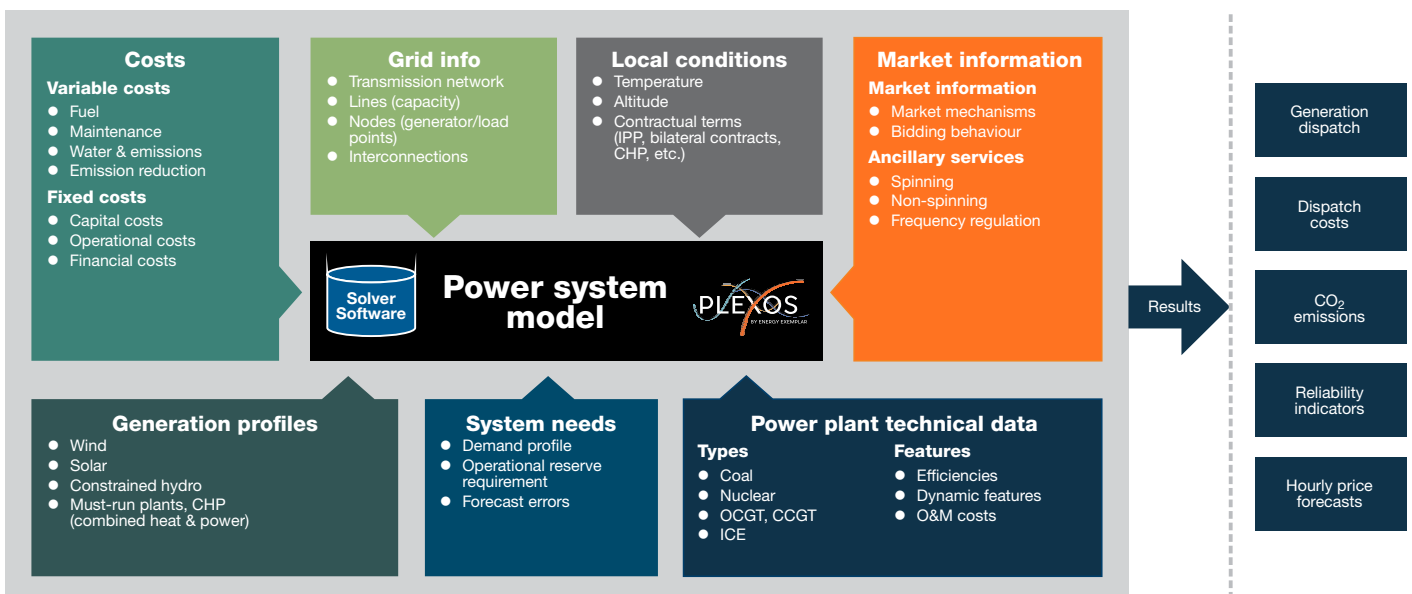 Costs
Variable costs
Fuel
Maintenance
Water & emissions
Emission reduction
Fixed costs
Capital costs
Operational costs
Financial costs
Grid info
Transmission network
Lines (capacity)
Nodes (generator/load
points)
Interconnections
Local conditions
Temperature
Altitude
Contractual terms
(IPP, bilateral contracts,
CHP, etc.)
Market information
Market information
Market mechanisms
Bidding behaviour
Ancillary services
Spinning
Non-spinning
Frequency regulation
Solver
Software
Power system
model
PLEXOS
BY ENERGY EXEMPLAR
Generation profiles
Wind
Solar
Constrained hydro
Must-run plants, CHP
(combined heat & power)
System needs
Demand profile
Operational reserve
requirement
Forecast errors
Power plant technical data
Types
Coal
Nuclear
OCGT, CCGT
ICE
Features
Efficiencies
Dynamic features
O&M costs
Results
Generation
dispatch
Dispatch
costs
CO2
emissions
Reliability
indicators
Hourly price
forecasts